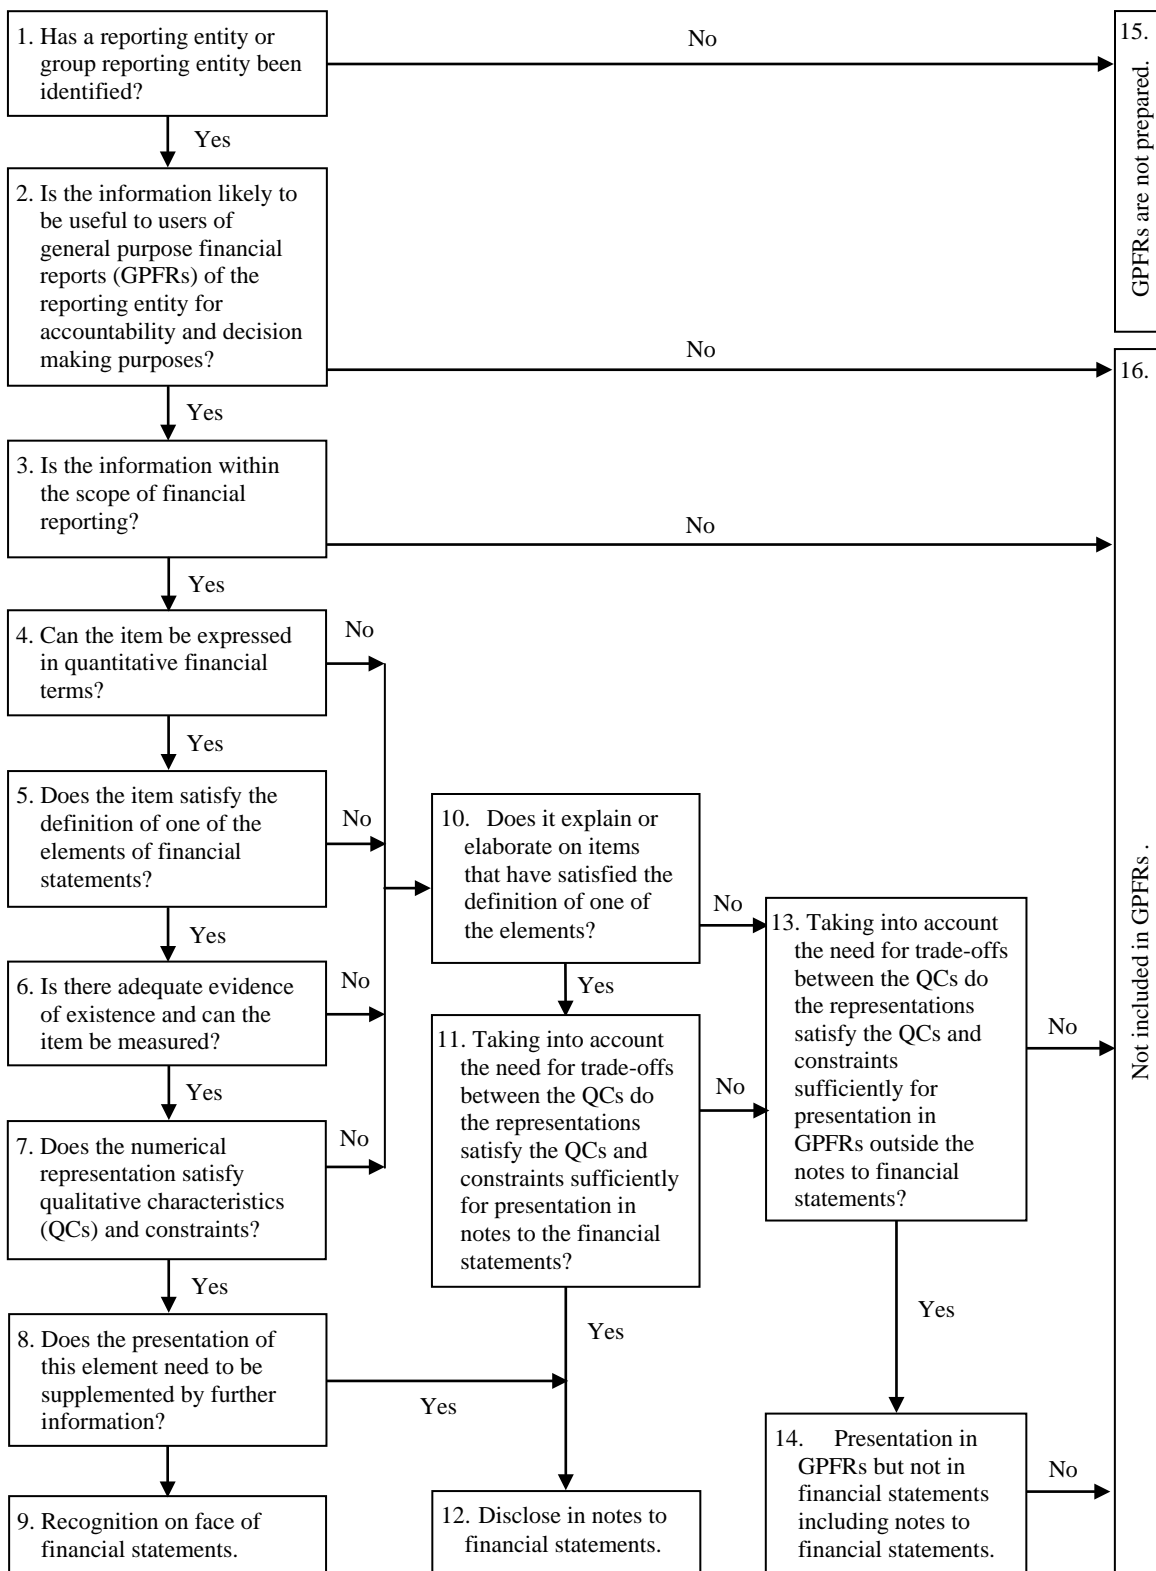 1. Has a reporting entity or
group reporting entity been
identified?
No
15.
GPFRs are not prepared.
Yes
2. Is the information likely to
be useful to users of
general purpose financial
reports (GPFRs) of the
reporting entity for
accountability and decision
making purposes?
No
16.
Not included in GPFRs .
Yes
3. Is the information within
the scope of financial
reporting?
No
Yes
4. Can the item be expressed
in quantitative financial
terms?
No
Yes
5. Does the item satisfy the
definition of one of the
elements of financial
statements?
No
Yes
6. Is there adequate evidence
of existence and can the
item be measured?
No
Yes
7. Does the numerical
representation satisfy
qualitative characteristics
(QCs) and constraints?
No
Yes
8. Does the presentation of
this element need to be
supplemented by further
information?
Yes
9. Recognition on face of
financial statements.
10. Does it explain or
elaborate on items
that have satisfied the
definition of one of
the elements?
No
Yes
11. Taking into account
the need for trade-offs
between the QCs do
the representations
satisfy the QCs and
constraints sufficiently
for presentation in
notes to the financial
statements?
No
Yes
12. Disclose in notes to
financial statements.
13. Taking into account
the need for trade-offs
between the QCs do
the representations
satisfy the QCs and
constraints
sufficiently for
presentation in
GPFRs outside the
notes to financial
statements?
No
Yes
14. Presentation in
GPFRs but not in
financial statements
including notes to
financial statements.
No